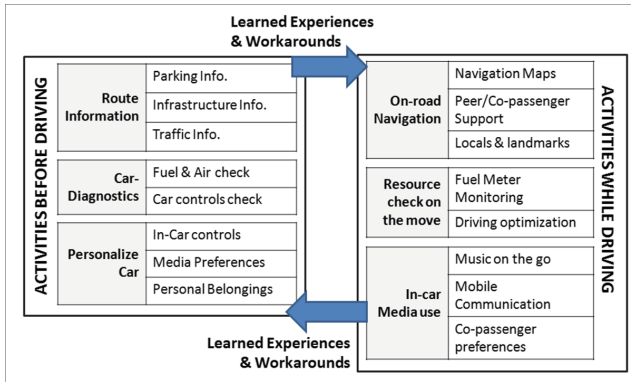 Learned Experiences
& Workarounds
ACTIVITIES BEFORE DRIVING
Route
Information
Parking Info.
Infrastructure Info.
Traffic Info.
Car-
Diagnostics
Fuel & Air check
Car controls check
Personalize
Car
In-Car controls
Media Preferences
Personal Belongings
On-road
Navigation
Navigation Maps
Peer/Co-passenger
Support
Locals & landmarks
Resource
check on
the move
Fuel Meter
Monitoring
Driving optimization
In-car
Media use
Music on the go
Mobile
Communication
Co-passenger
preferences
ACTIVITIES WHILE DRIVING
Learned Experiences
& Workarounds